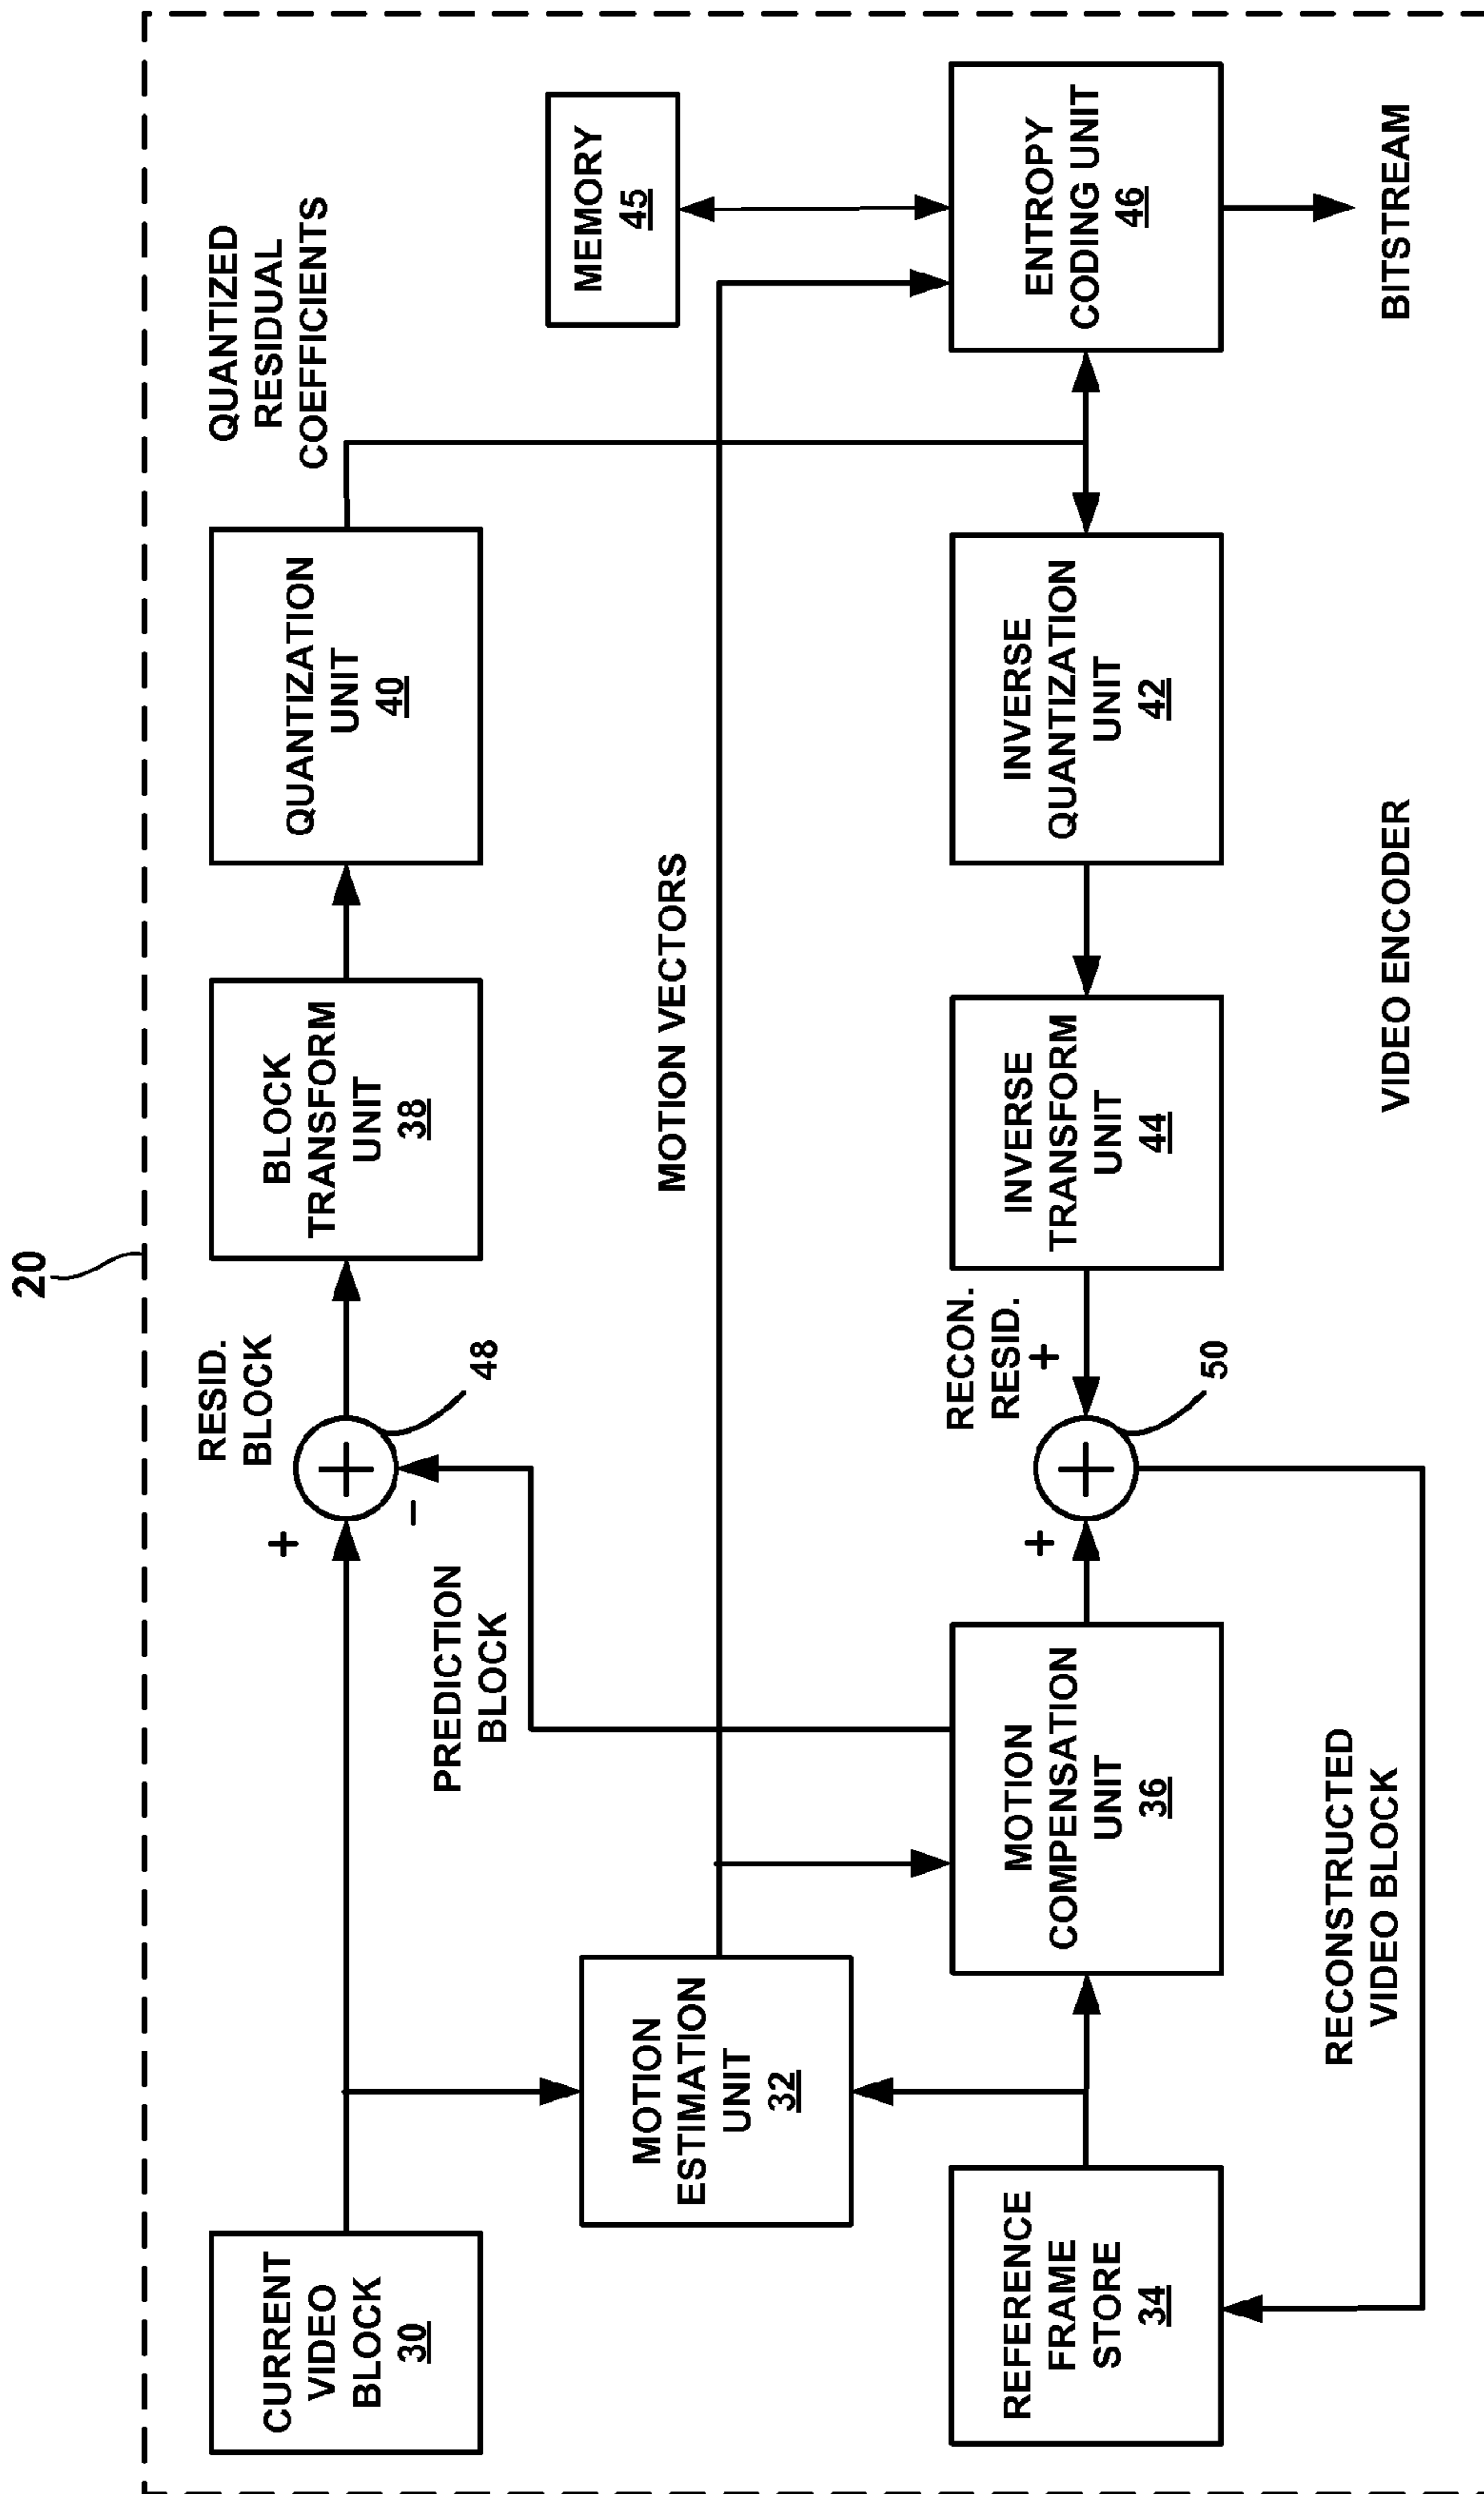 20
CURRENT
VIDEO
BLOCK
30
+
-
RESID.
BLOCK
48
BLOCK
TRANSFORM
UNIT
38
QUANTIZATION
UNIT
40
QUANTIZED
RESIDUAL
COEFFICIENTS
PREDICTION
BLOCK
MOTION
ESTIMATION
UNIT
32
MOTION VECTORS
MEMORY
45
REFERENCE
FRAME
STORE
34
MOTION
COMPENSATION
UNIT
36
+
RECON.
RESID.
+
50
INVERSE
TRANSFORM
UNIT
44
INVERSE
QUANTIZATION
UNIT
42
ENTROPY
CODING UNIT
46
RECONSTRUCTED
VIDEO BLOCK
VIDEO ENCODER
BITSTREAM